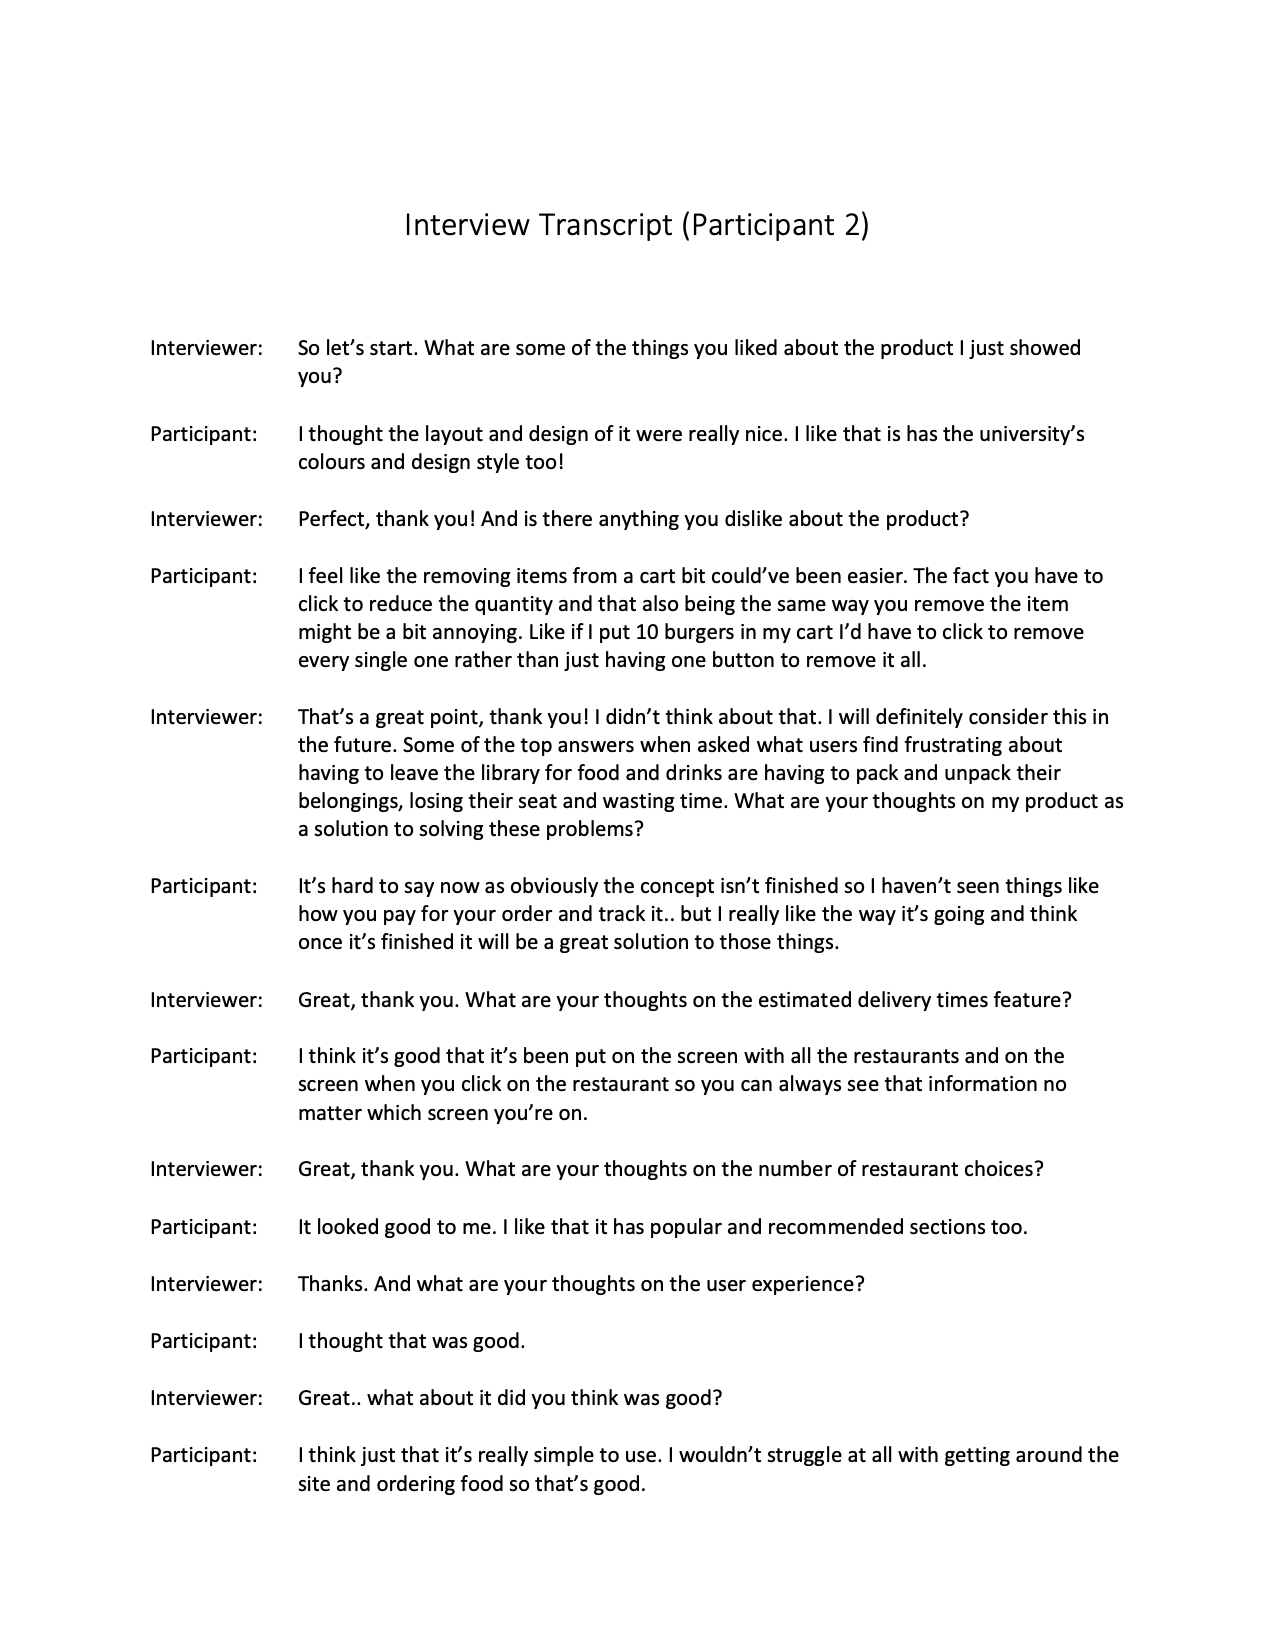 Interview Transcript (Participant 2)
Interviewer: So let’s start. What are some of the things you liked about the product I just showed
you?
Participant: I thought the layout and design of it were really nice. I like that is has the university’s
colours and design style too!
Interviewer: Perfect, thank you! And is there anything you dislike about the product?
Participant: I feel like the removing items from a cart bit could’ve been easier. The fact you have to
click to reduce the quantity and that also being the same way you remove the item
might be a bit annoying. Like if I put 10 burgers in my cart I’d have to click to remove
every single one rather than just having one button to remove it all.
Interviewer: That’s a great point, thank you! I didn’t think about that. I will definitely consider this in
the future. Some of the top answers when asked what users find frustrating about
having to leave the library for food and drinks are having to pack and unpack their
belongings, losing their seat and wasting time. What are your thoughts on my product as
a solution to solving these problems?
Participant: It’s hard to say now as obviously the concept isn’t finished so I haven’t seen things like
how you pay for your order and track it.. but I really like the way it’s going and think
once it’s finished it will be a great solution to those things.
Interviewer: Great, thank you. What are your thoughts on the estimated delivery times feature?
Participant: I think it’s good that it’s been put on the screen with all the restaurants and on the
screen when you click on the restaurant so you can always see that information no
matter which screen you’re on.
Interviewer: Great, thank you. What are your thoughts on the number of restaurant choices?
Participant: It looked good to me. I like that it has popular and recommended sections too.
Interviewer: Thanks. And what are your thoughts on the user experience?
Participant: I thought that was good.
Interviewer: Great.. what about it did you think was good?
Participant: I think just that it’s really simple to use. I wouldn’t struggle at all with getting around the
site and ordering food so that’s good.